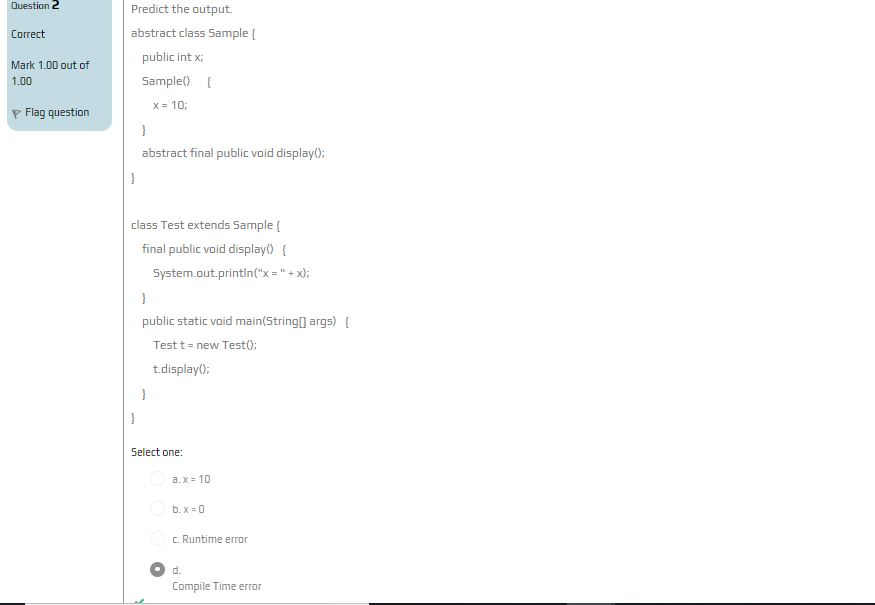 Question 2
Correct
Mark 1.00 out of
1.00
Flag question
Predict the output.
abstract class Sample {
public int x;
Sample() {
x = 10;
}
abstract final public void display();
}
class Test extends Sample {
final public void display() {
System.out.println("x = " + x);
}
public static void main(String[] args) {
Test t = new Test();
t.display();
}
}
Select one:
a. x = 10
b. x = 0
c. Runtime error
d.
Compile Time error